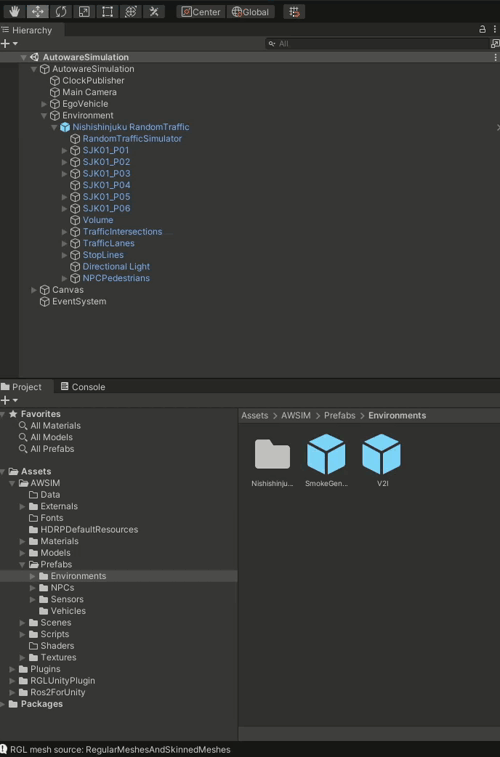 Center Global
Hierarchy
All
AutowareSimulation
AutowareSimulation
ClockPublisher
Main Camera
EgoVehicle
Environment
Nishishinjuku RandomTraffic
RandomTrafficSimulator
SJK01_P01
SJK01_P02
SJK01_P03
SJK01_P04
SJK01_P05
SJK01_P06
Volume
TrafficIntersections
TrafficLanes
StopLines
Directional Light
NPCPedestrians
Canvas
EventSystem
Project Console
Favorites
All Materials
All Models
All Prefabs
Assets
AWSIM
Data
Externals
Fonts
HDRPDefaultResources
Materials
Models
Prefabs
Environments
NPCs
Sensors
Vehicles
Scenes
Scripts
Shaders
Textures
Plugins
RGLUnityPlugin
Ros2ForUnity
Packages
Assets > AWSIM > Prefabs > Environments
Nishishinju... SmokeGen... V2I
RGL mesh source: RegularMeshesAndSkinnedMeshes